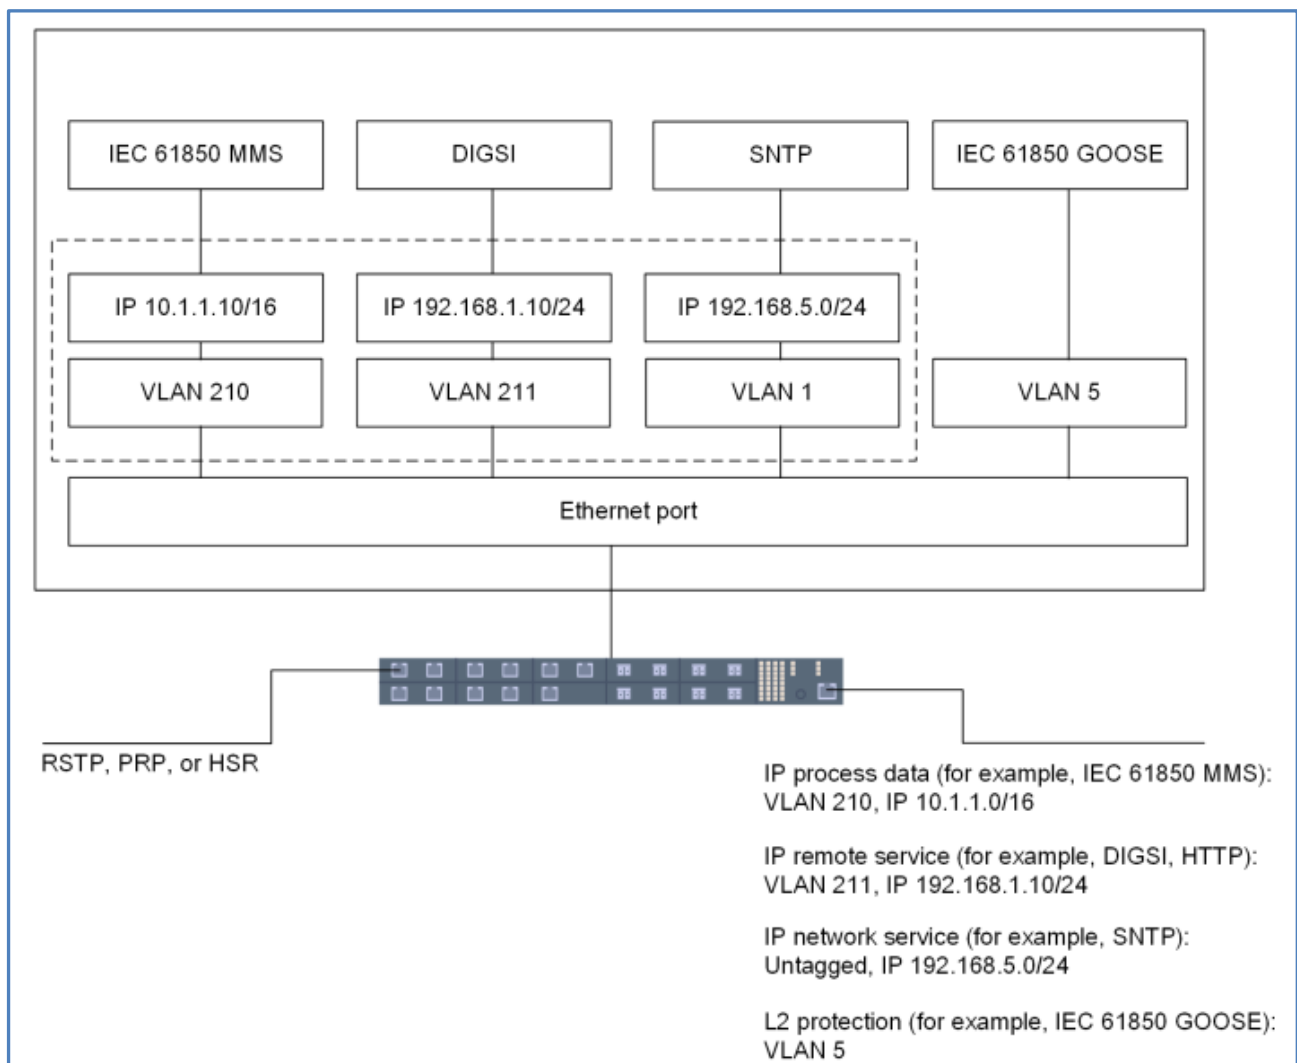 IEC 61850 MMS
DIGSI
SNTP
IEC 61850 GOOSE
IP 10.1.1.10/16
IP 192.168.1.10/24
IP 192.168.5.0/24
VLAN 210
VLAN 211
VLAN 1
VLAN 5
Ethernet port
RSTP, PRP, or HSR
IP process data (for example, IEC 61850 MMS):
VLAN 210, IP 10.1.1.0/16
IP remote service (for example, DIGSI, HTTP):
VLAN 211, IP 192.168.1.10/24
IP network service (for example, SNTP):
Untagged, IP 192.168.5.0/24
L2 protection (for example, IEC 61850 GOOSE):
VLAN 5